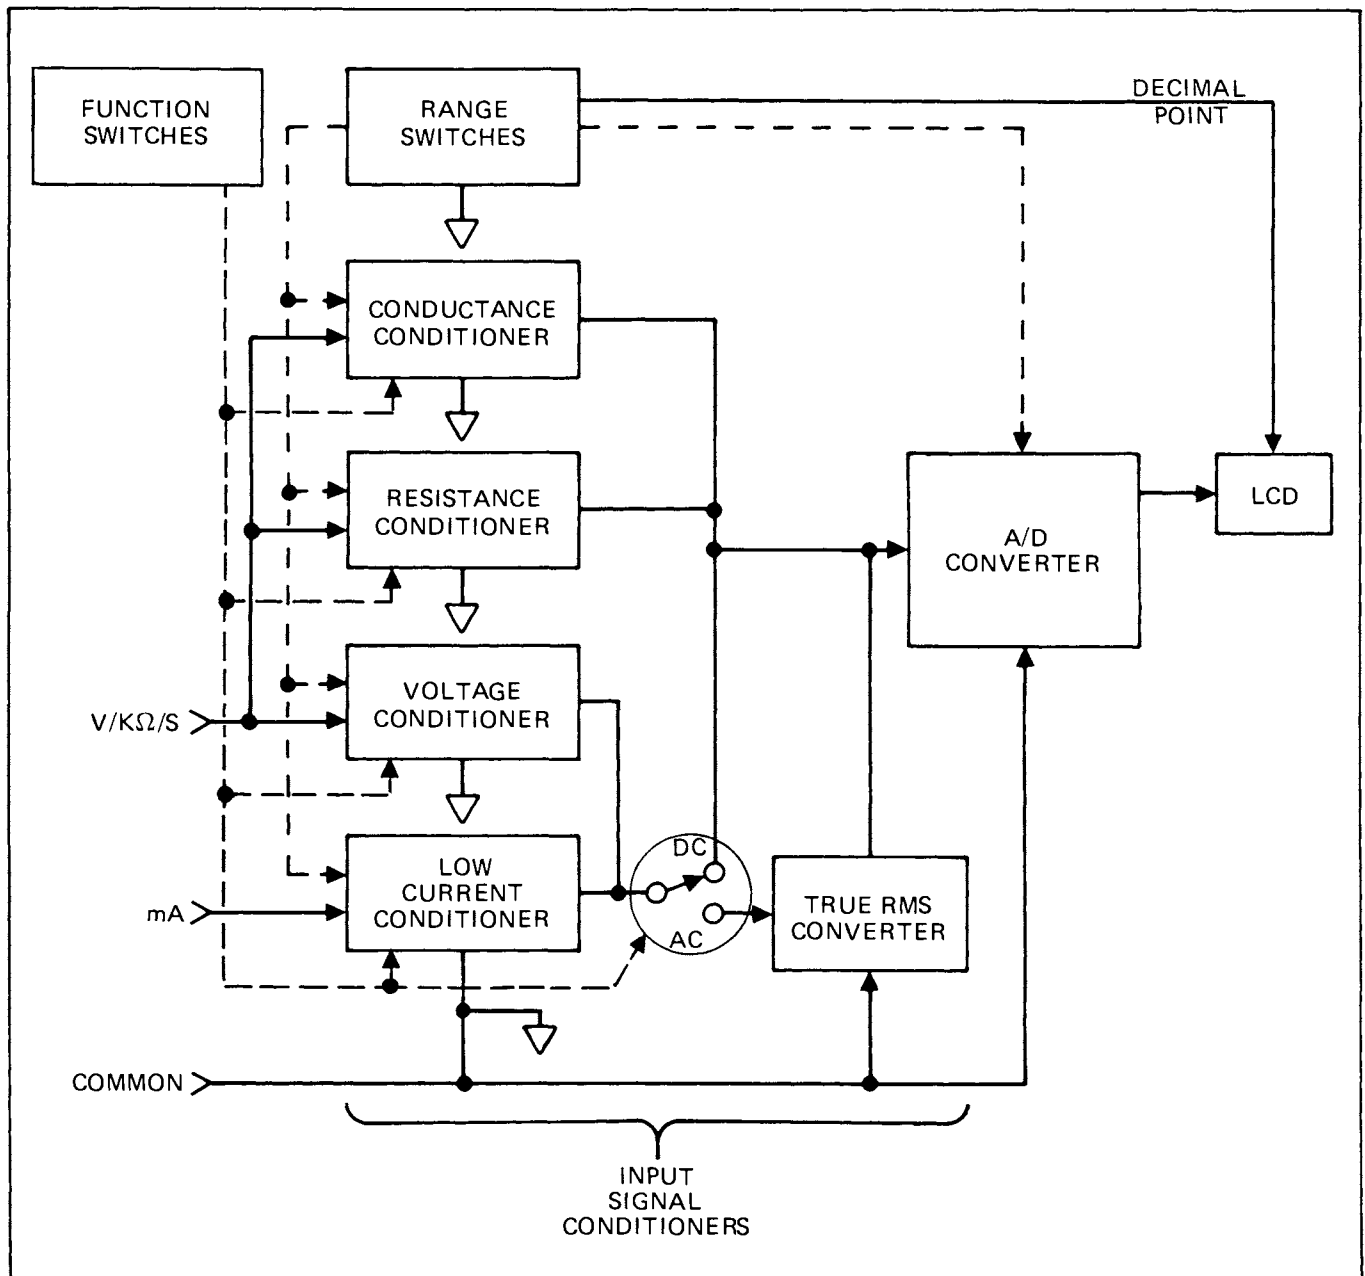 FUNCTION
SWITCHES
RANGE
SWITCHES
DECIMAL
POINT
CONDUCTANCE
CONDITIONER
RESISTANCE
CONDITIONER
A/D
CONVERTER
LCD
V/KΩ/S
VOLTAGE
CONDITIONER
mA
LOW
CURRENT
CONDITIONER
DC
AC
TRUE RMS
CONVERTER
COMMON
INPUT
SIGNAL
CONDITIONERS